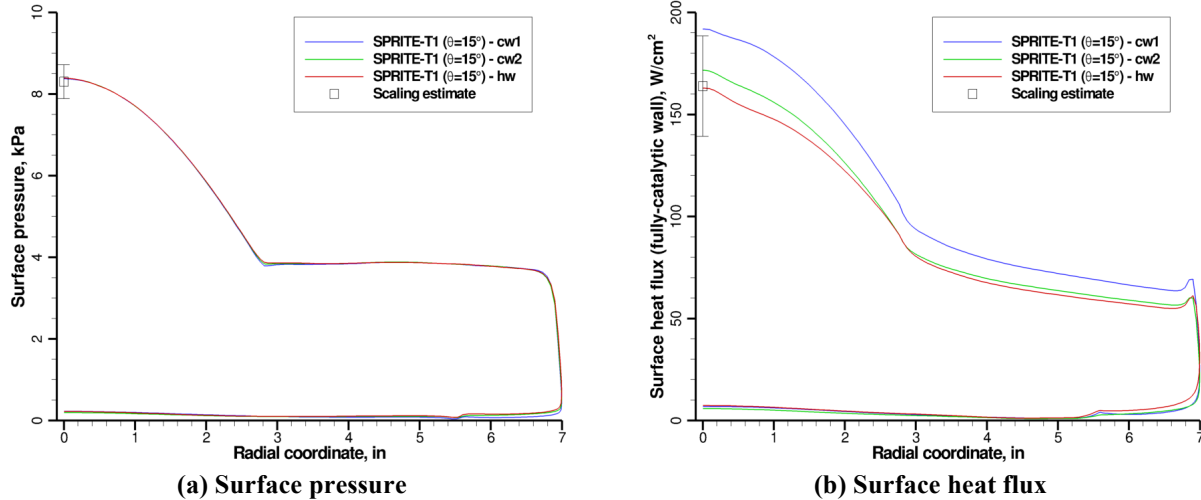 10
8
6
4
2
0
Surface pressure, kPa
SPRITE-T1 (θ=15°) - cw1
SPRITE-T1 (θ=15°) - cw2
SPRITE-T1 (θ=15°) - hw
Scaling estimate
0 1 2 3 4 5 6 7
Radial coordinate, in
(a) Surface pressure
200
150
100
50
0
Surface heat flux (fully-catalytic wall), W/cm²
SPRITE-T1 (θ=15°) - cw1
SPRITE-T1 (θ=15°) - cw2
SPRITE-T1 (θ=15°) - hw
Scaling estimate
0 1 2 3 4 5 6 7
Radial coordinate, in
(b) Surface heat flux